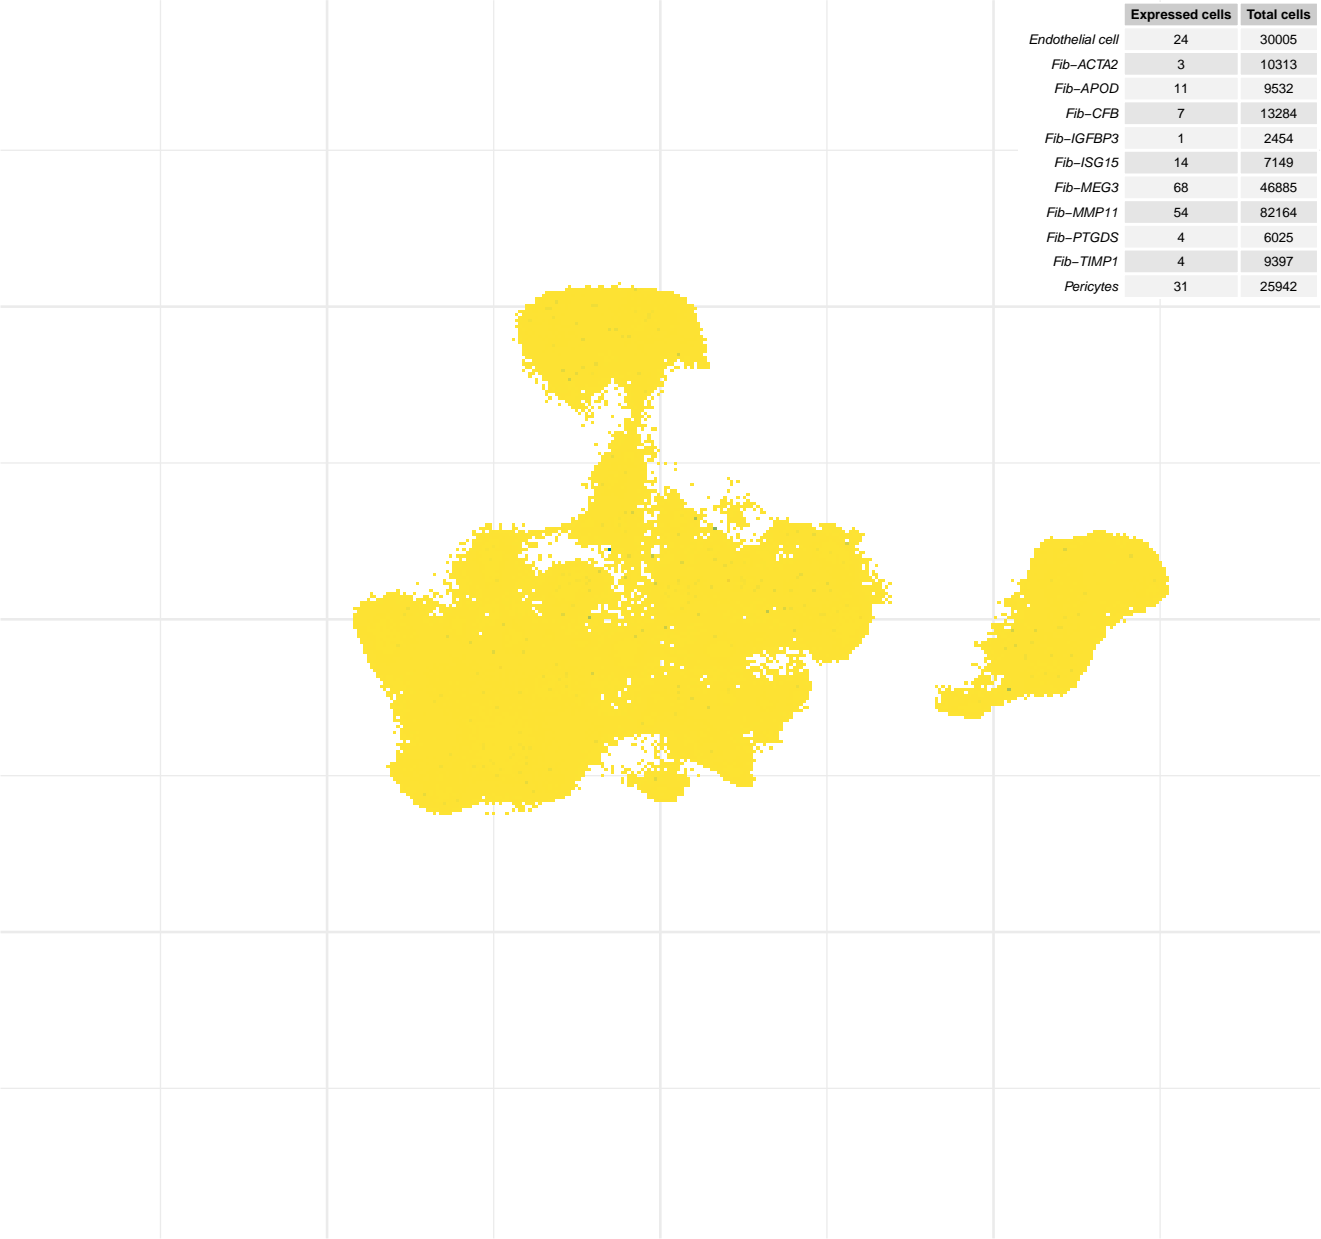 Expressed cells Total cells
Endothelial cell 24 30005
Fib−ACTA2 3 10313
Fib−APOD 11 9532
Fib−CFB 7 13284
Fib−IGFBP3 1 2454
Fib−ISG15 14 7149
Fib−MEG3 68 46885
Fib−MMP11 54 82164
Fib−PTGDS 4 6025
Fib−TIMP1 4 9397
Pericytes 31 25942